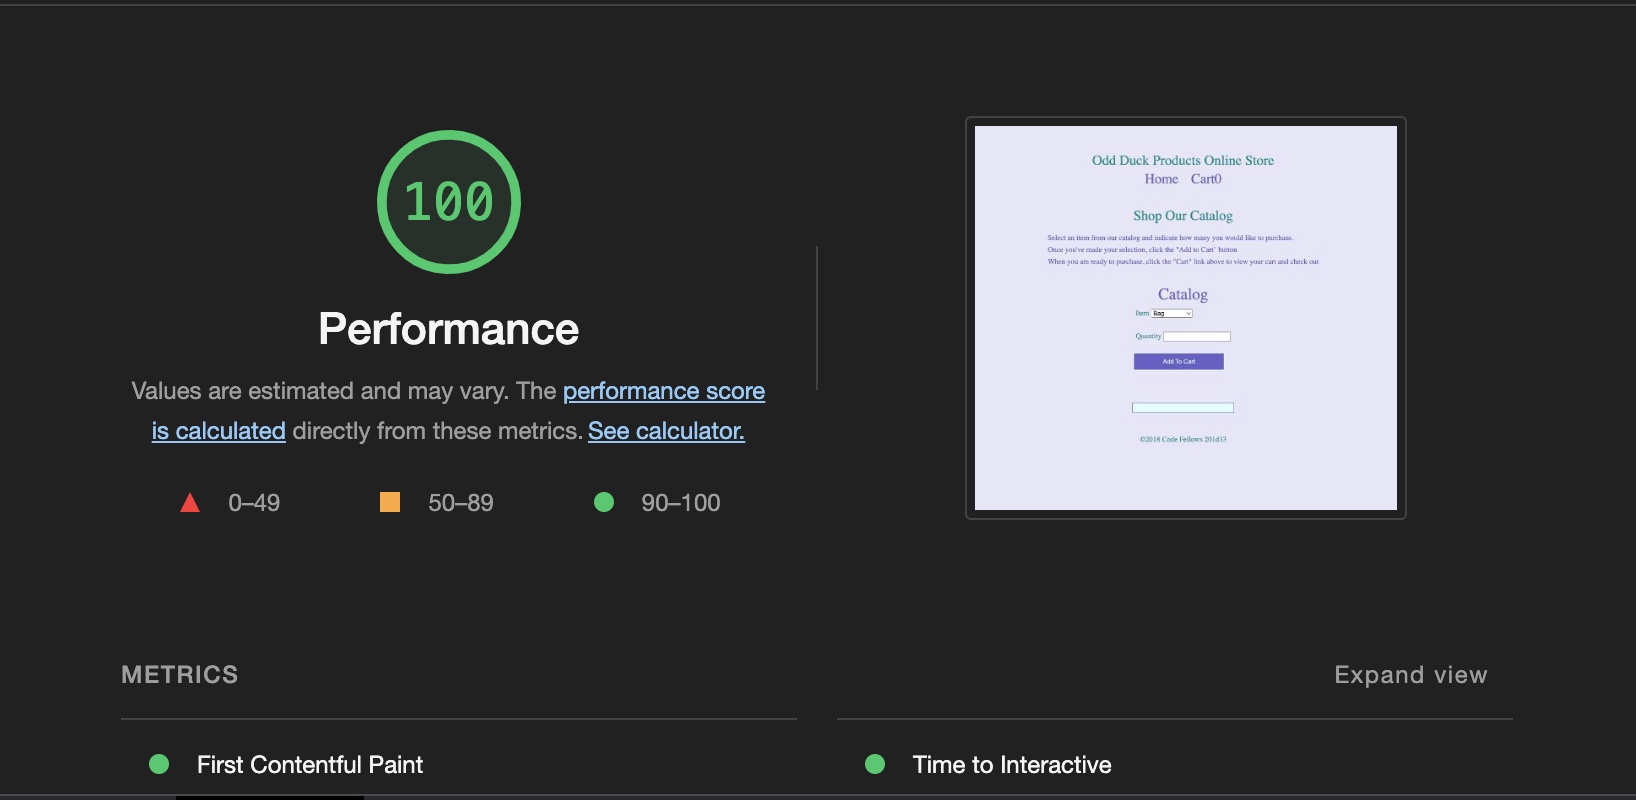 100
Performance
Values are estimated and may vary. The performance score
is calculated directly from these metrics. See calculator.
0–49
50–89
90–100
Odd Duck Products Online Store
Home Cart0
Shop Our Catalog
Select an item from our catalog and indicate how many you would like to purchase.
Once you've made your selection, click the "Add to Cart" button
When you are ready to purchase, click the "Cart" link above to view your cart and check out
Catalog
Item Bag
Quantity
Add To Cart
©2018 Code Fellows 201d33
METRICS
Expand view
First Contentful Paint
Time to Interactive